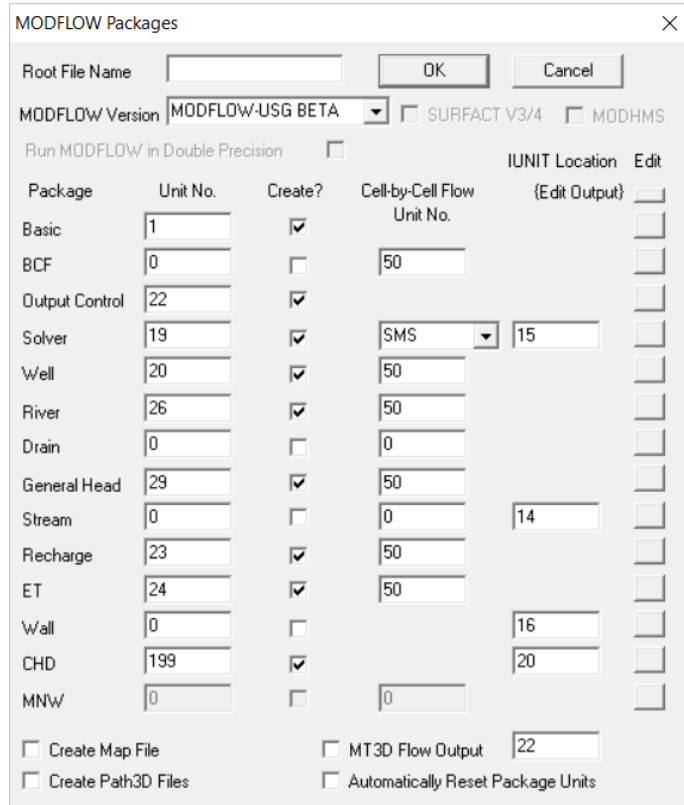 MODFLOW Packages
Root File Name OK Cancel
MODFLOW Version MODFLOW-USG BETA SURFACT V3/4 MODHMS
Run MODFLOW in Double Precision
IUNIT Location Edit
Package Unit No. Create? Cell-by-Cell Flow {Edit Output}
Unit No.
Basic 1
BCF 0 50
Output Control 22
Solver 19 SMS 15
Well 20 50
River 26 50
Drain 0 0
General Head 29 50
Stream 0 0 14
Recharge 23 50
ET 24 50
Wall 0 16
CHD 199 20
MNW 0 0
Create Map File MT3D Flow Output 22
Create Path3D Files Automatically Reset Package Units